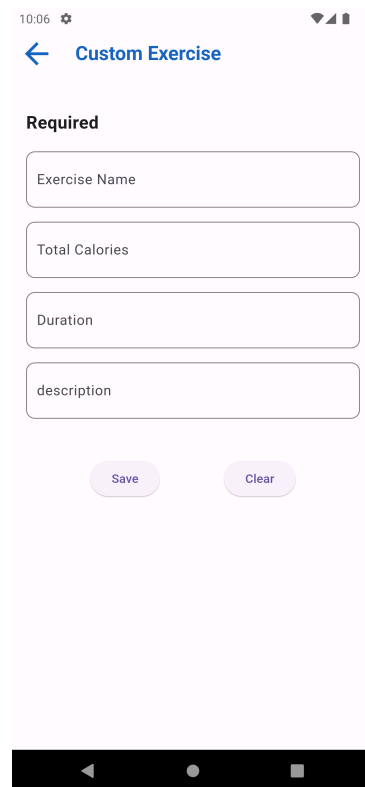 10:06
Custom Exercise
Required
Exercise Name
Total Calories
Duration
description
Save Clear